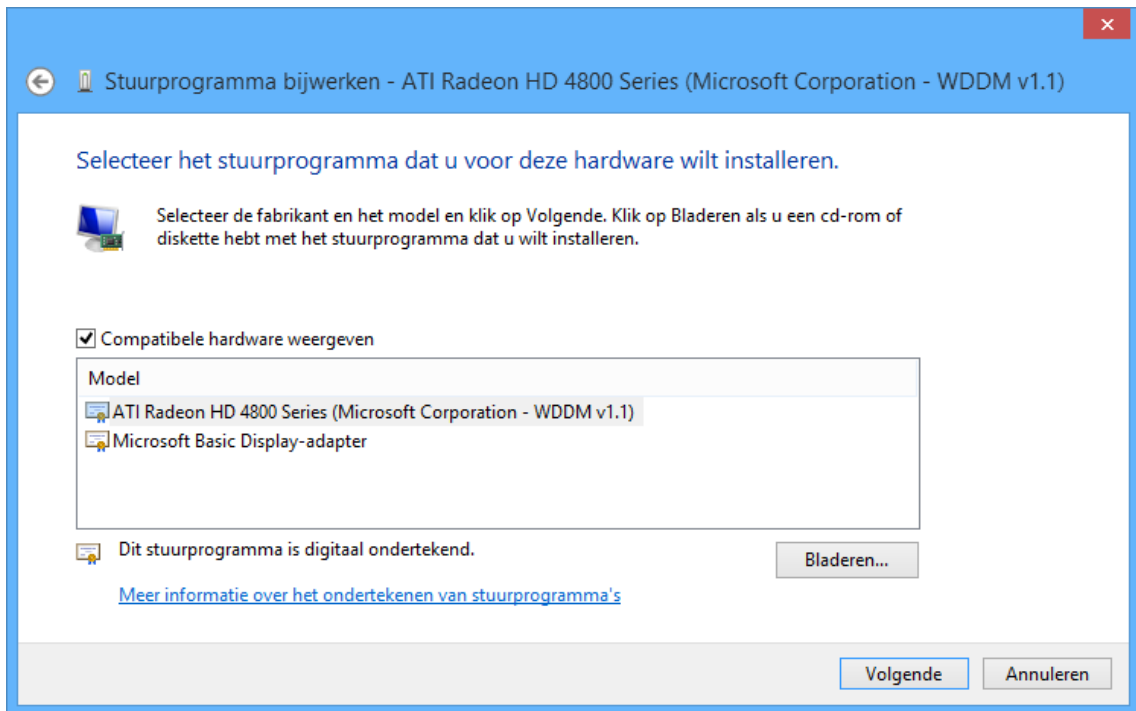 Stuurprogramma bijwerken - ATI Radeon HD 4800 Series (Microsoft Corporation - WDDM v1.1)
Selecteer het stuurprogramma dat u voor deze hardware wilt installeren.
Selecteer de fabrikant en het model en klik op Volgende. Klik op Bladeren als u een cd-rom of
diskette hebt met het stuurprogramma dat u wilt installeren.
Compatibele hardware weergeven
Model
ATI Radeon HD 4800 Series (Microsoft Corporation - WDDM v1.1)
Microsoft Basic Display-adapter
Dit stuurprogramma is digitaal ondertekend.
Bladeren...
Meer informatie over het ondertekenen van stuurprogramma's
Volgende
Annuleren